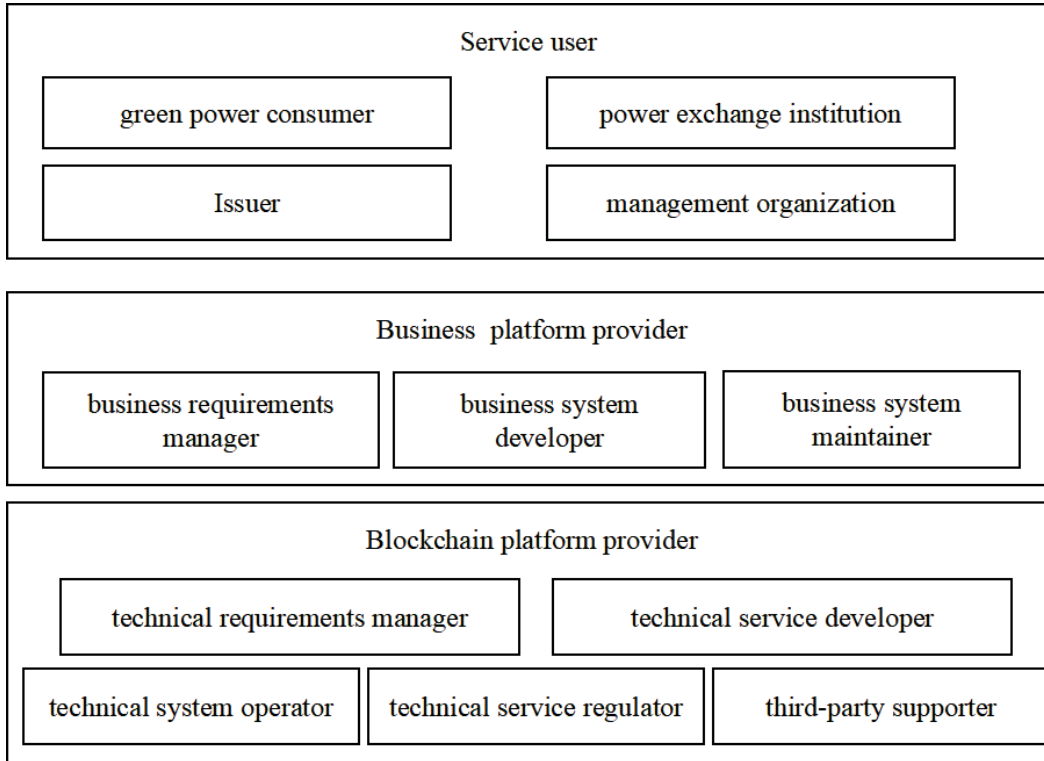 Service user
green power consumer
power exchange institution
Issuer
management organization
Business platform provider
business requirements
manager
business system
developer
business system
maintainer
Blockchain platform provider
technical requirements manager
technical service developer
technical system operator
technical service regulator
third-party supporter